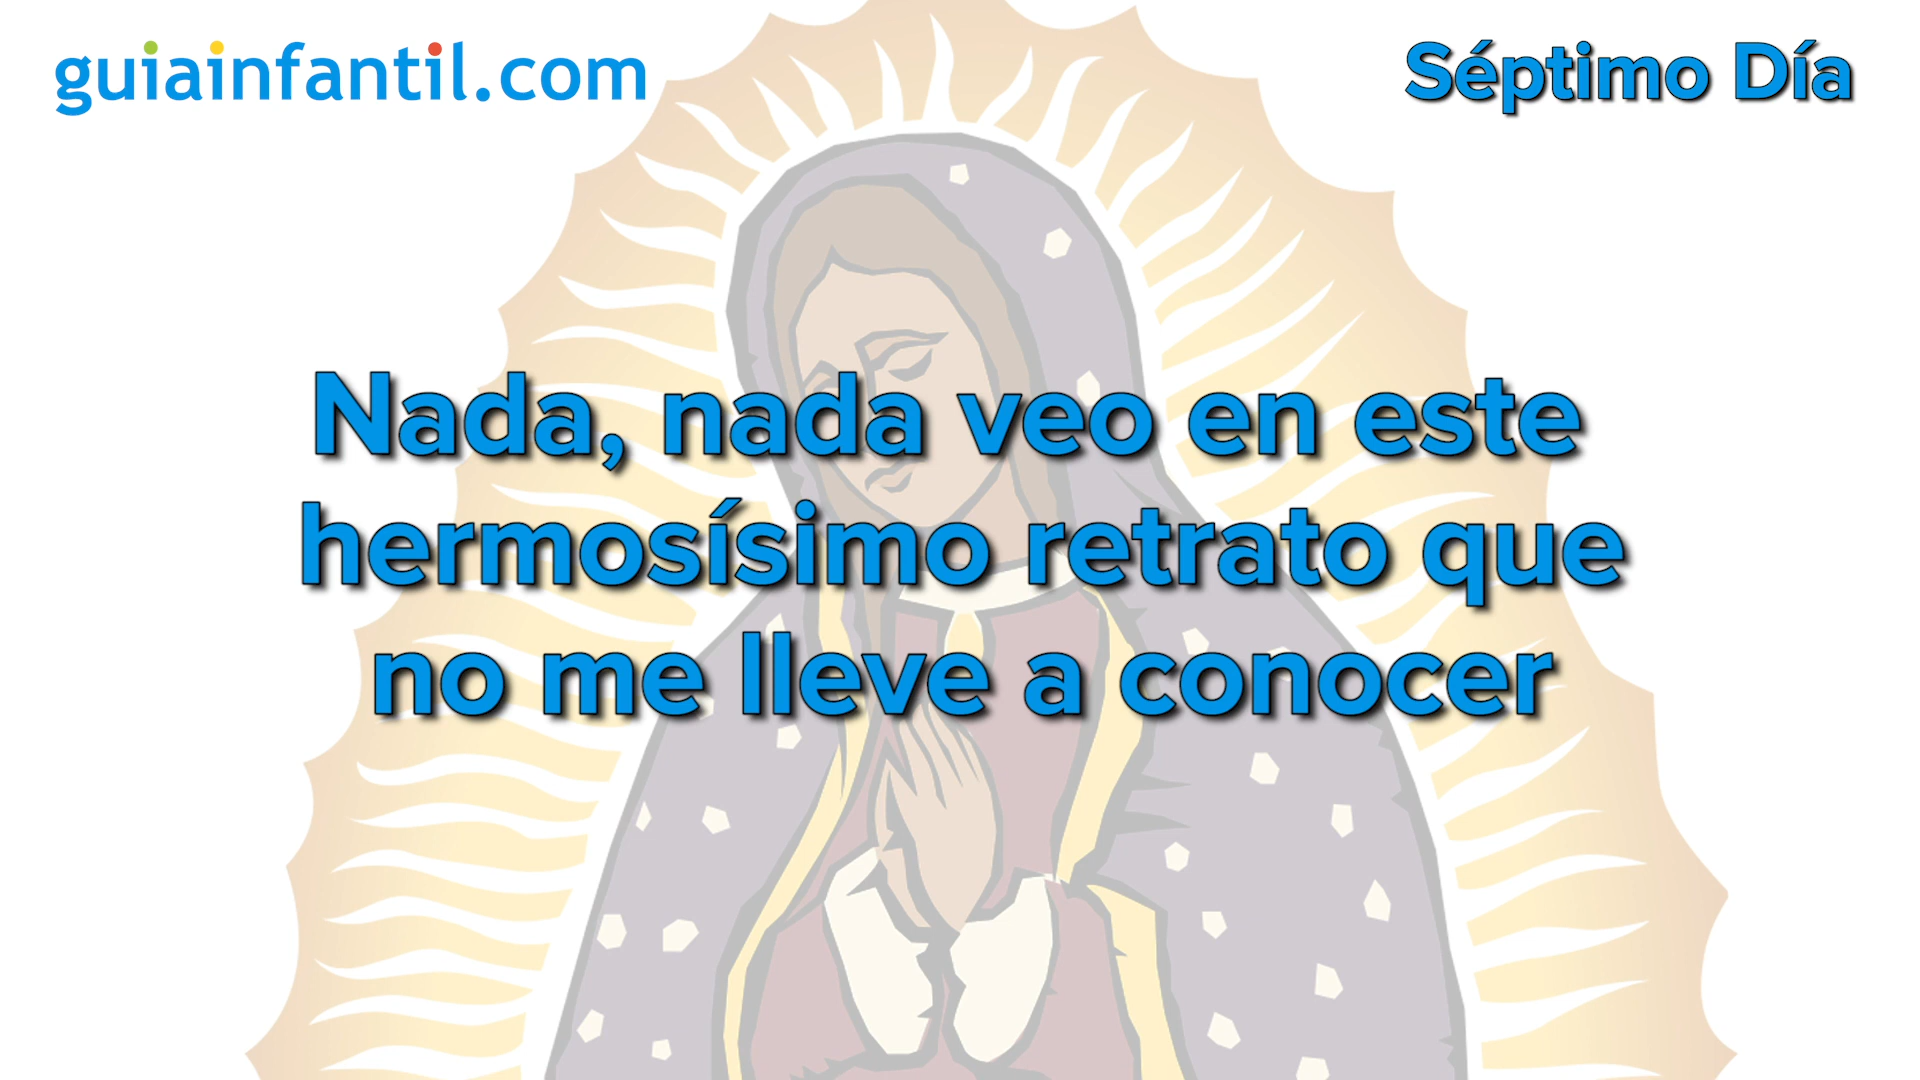 guiainfantil.com
Séptimo Día
Nada, nada veo en este
hermosísimo retrato que
no me lleve a conocer